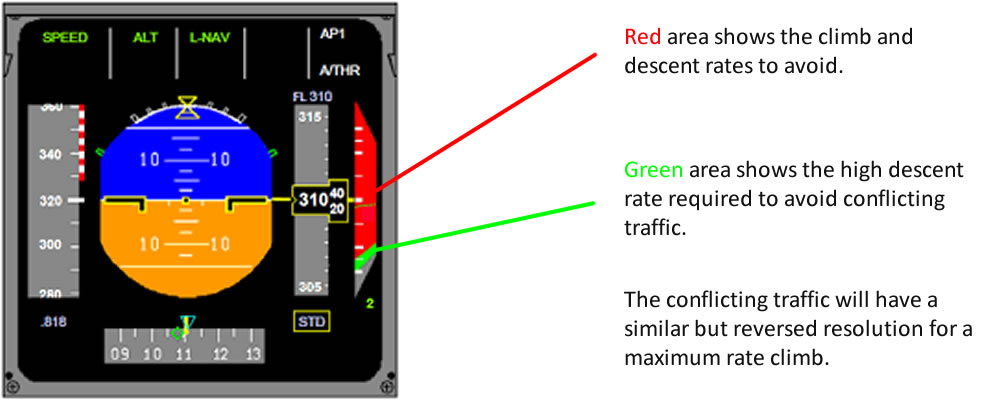 SPEED ALT L-NAV AP1
A/THR
FL 310
360
340
320
300
280
.818
10 10
10 10
315
310 40
20
305
2
STD
09 10 11 12 13
Red area shows the climb and
descent rates to avoid.
Green area shows the high descent
rate required to avoid conflicting
traffic.
The conflicting traffic will have a
similar but reversed resolution for a
maximum rate climb.